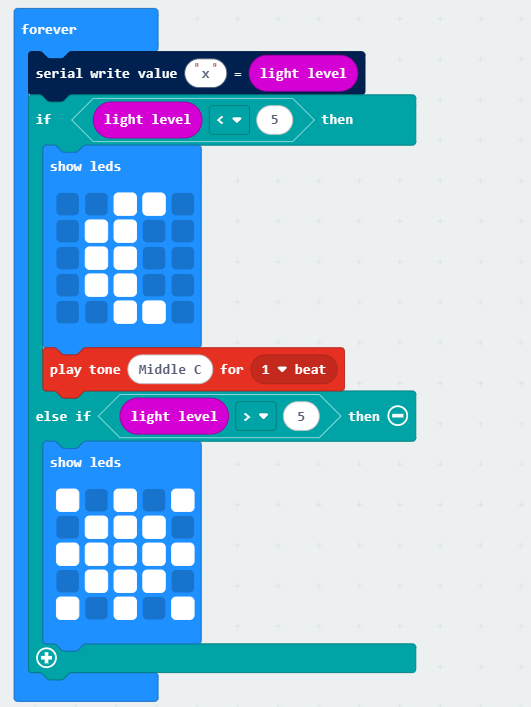 forever
serial write value "x" = light level
if light level < 5 then
show leds
play tone Middle C for 1 beat
else if light level > 5 then
show leds